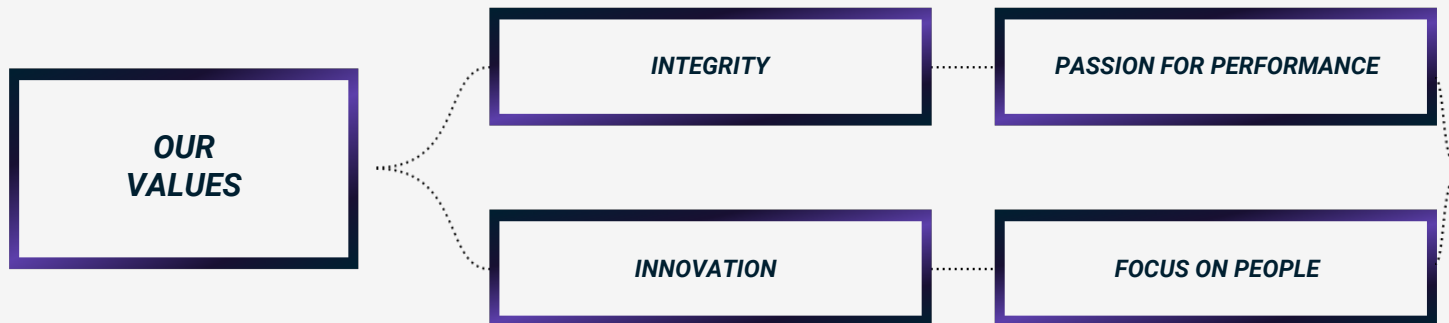 OUR
VALUES
INTEGRITY
PASSION FOR PERFORMANCE
INNOVATION
FOCUS ON PEOPLE